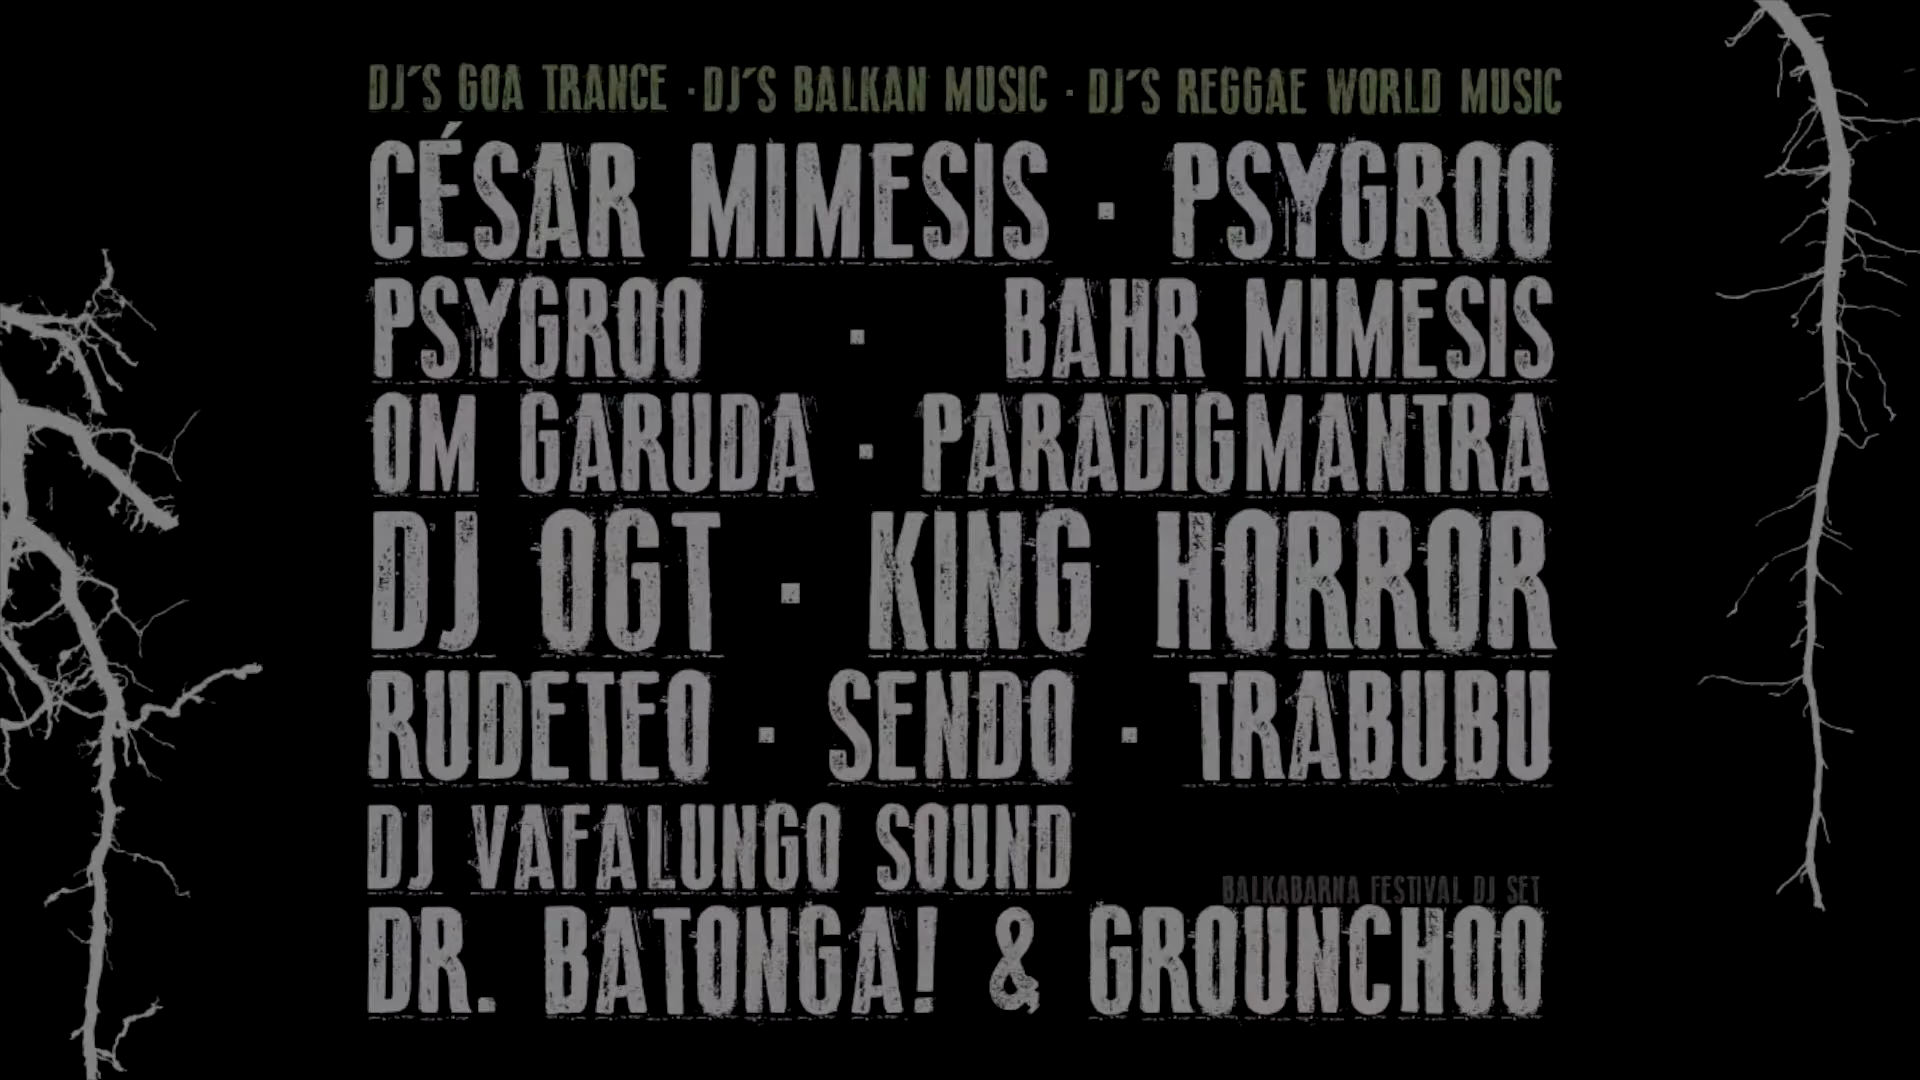 DJ´S GOA TRANCE · DJ´S BALKAN MUSIC · DJ´S REGGAE WORLD MUSIC
CÉSAR MIMESIS · PSYGROO
PSYGROO · BAHR MIMESIS
OM GARUDA · PARADIGMANTRA
DJ OGT · KING HORROR
RUDETEO · SENDO · TRABUBU
DJ VAFALUNGO SOUND
BALKABARNA FESTIVAL DJ SET
DR. BATONGA! & GROUNCHOO